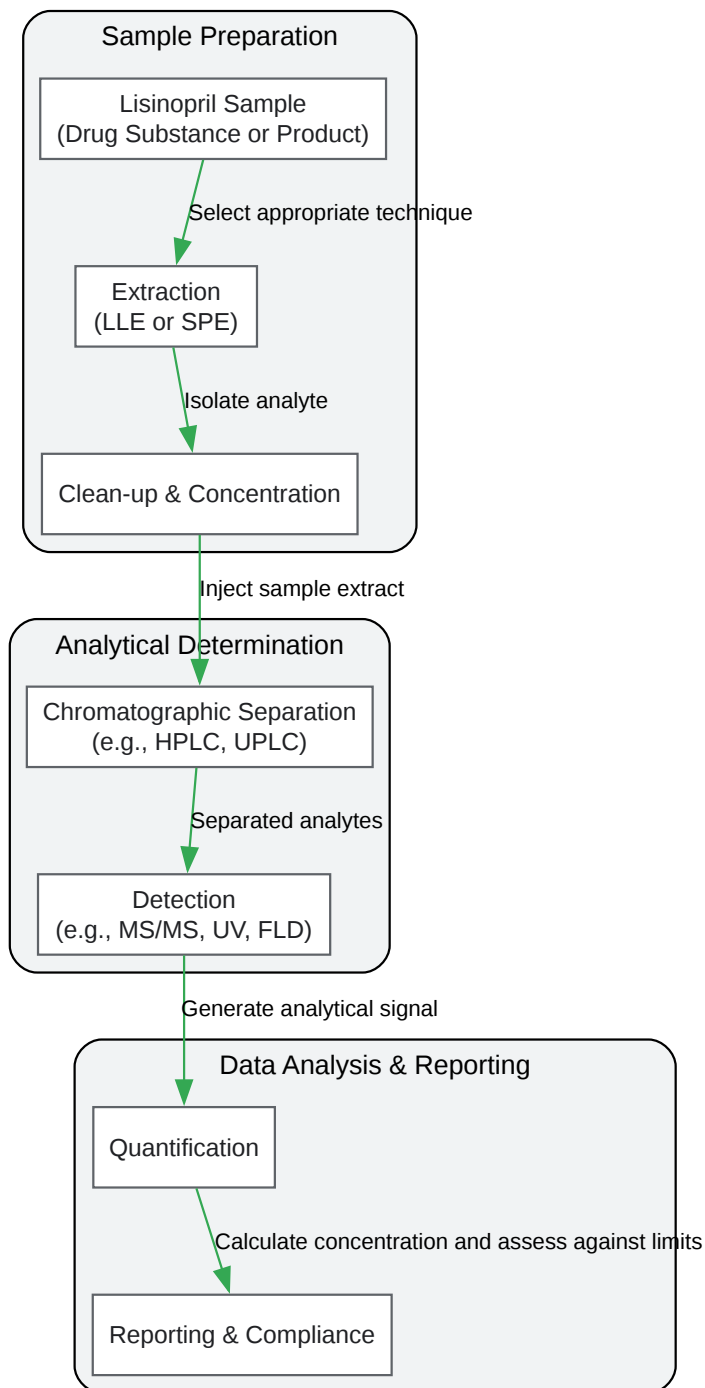 Sample Preparation
Lisinopril Sample
(Drug Substance or Product)
Select appropriate technique
Extraction
(LLE or SPE)
Isolate analyte
Clean-up & Concentration
Inject sample extract
Analytical Determination
Chromatographic Separation
(e.g., HPLC, UPLC)
Separated analytes
Detection
(e.g., MS/MS, UV, FLD)
Generate analytical signal
Data Analysis & Reporting
Quantification
Calculate concentration and assess against limits
Reporting & Compliance